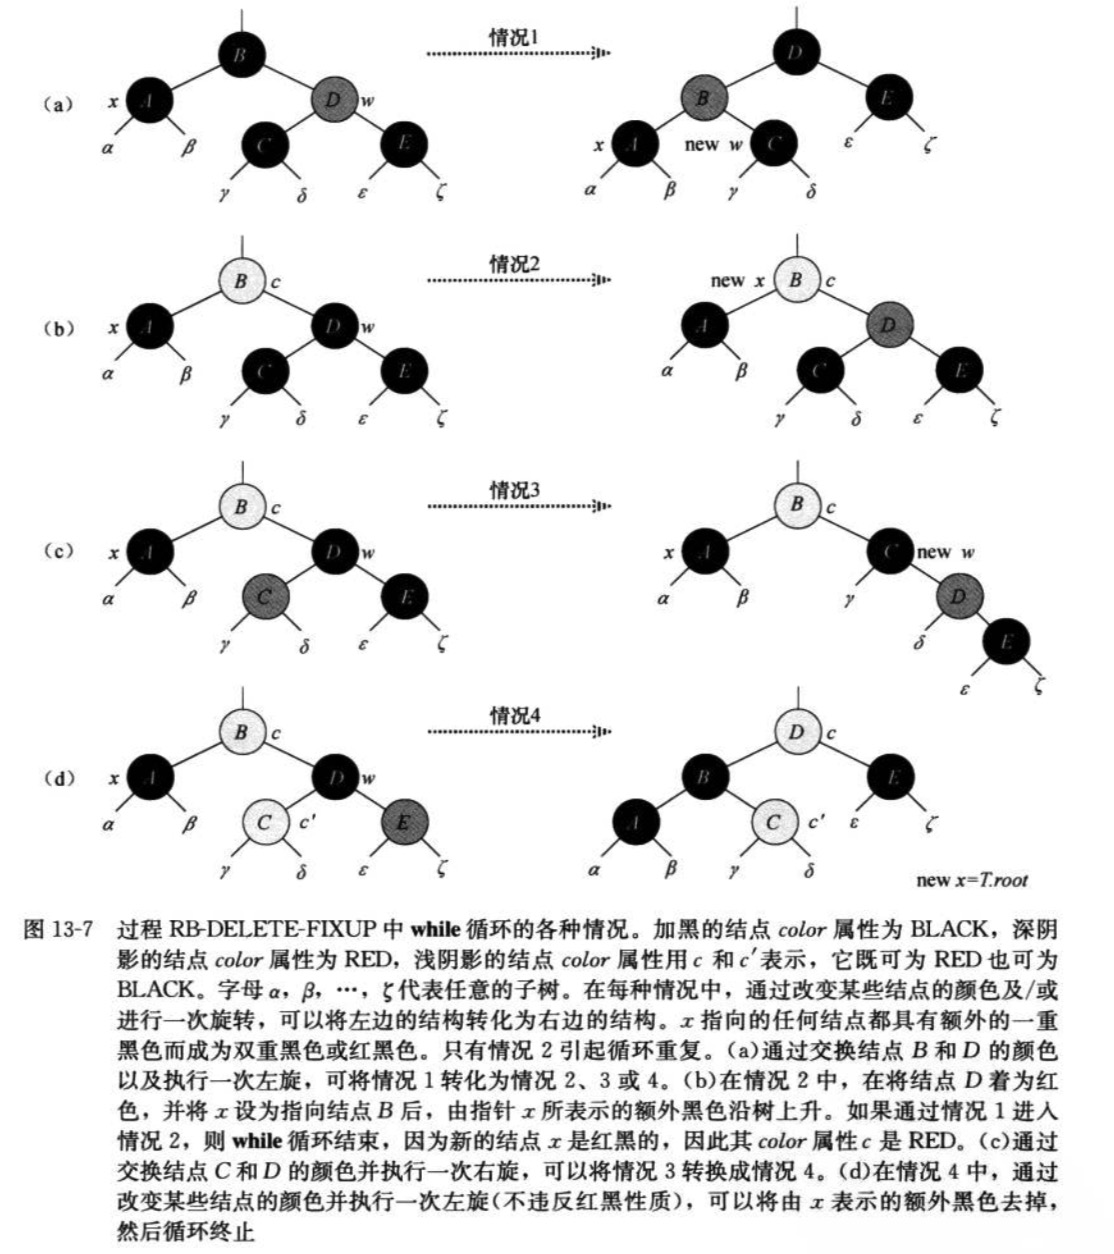 情况1
B
D
(a) x A D w B E
C E x A new w C ε ζ
α β
γ δ ε ζ α β γ δ
情况2
B c new x B c
(b) x A D w A D
α β C E α β C E
γ δ ε ζ γ δ ε ζ
情况3
B c B c
(c) x A D w x A C new w
α β C E α β γ D
γ δ ε ζ δ E
ε ζ
情况4
B c D c
(d) x A D w B E
α β C c' E A C c' ε ζ
γ δ ε ζ α β γ δ
new x=T.root
图 13-7 过程 RB-DELETE-FIXUP 中 while 循环的各种情况。加黑的结点 color 属性为 BLACK，深阴
影的结点 color 属性为 RED，浅阴影的结点 color 属性用 c 和 c′表示，它既可为 RED 也可为
BLACK。字母 α，β，…，ζ代表任意的子树。在每种情况中，通过改变某些结点的颜色及/或
进行一次旋转，可以将左边的结构转化为右边的结构。x 指向的任何结点都具有额外的一重
黑色而成为双重黑色或红黑色。只有情况 2 引起循环重复。(a)通过交换结点 B 和 D 的颜色
以及执行一次左旋，可将情况 1 转化为情况 2、3 或 4。(b)在情况 2 中，在将结点 D 着为红
色，并将 x 设为指向结点 B 后，由指针 x 所表示的额外黑色沿树上升。如果通过情况 1 进入
情况 2，则 while 循环结束，因为新的结点 x 是红黑的，因此其 color 属性 c 是 RED。(c)通过
交换结点 C 和 D 的颜色并执行一次右旋，可以将情况 3 转换成情况 4。(d)在情况 4 中，通过
改变某些结点的颜色并执行一次左旋(不违反红黑性质)，可以将由 x 表示的额外黑色去掉，
然后循环终止